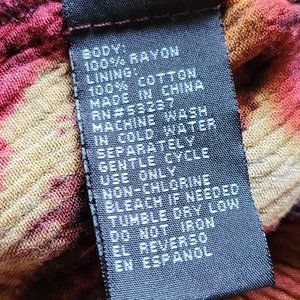 BODY:
100% RAYON
LINING:
100% COTTON
MADE IN CHINA
RN#53237
MACHINE WASH
IN COLD WATER
SEPARATELY
GENTLE CYCLE
USE ONLY
NON-CHLORINE
BLEACH IF NEEDED
TUMBLE DRY LOW
DO NOT IRON
EL REVERSO
EN ESPANOL